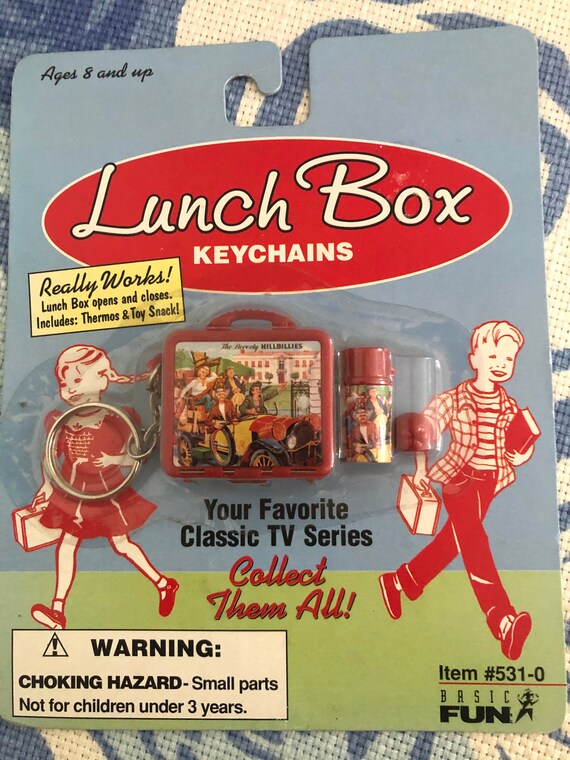 Ages 8 and up
Lunch Box
KEYCHAINS
Really Works!
Lunch Box opens and closes.
Includes: Thermos & Toy Snack!
The Beverly HILLBILLIES
Your Favorite
Classic TV Series
Collect
Them All!
WARNING:
CHOKING HAZARD - Small parts
Not for children under 3 years.
Item #531-0
BASIC
FUN